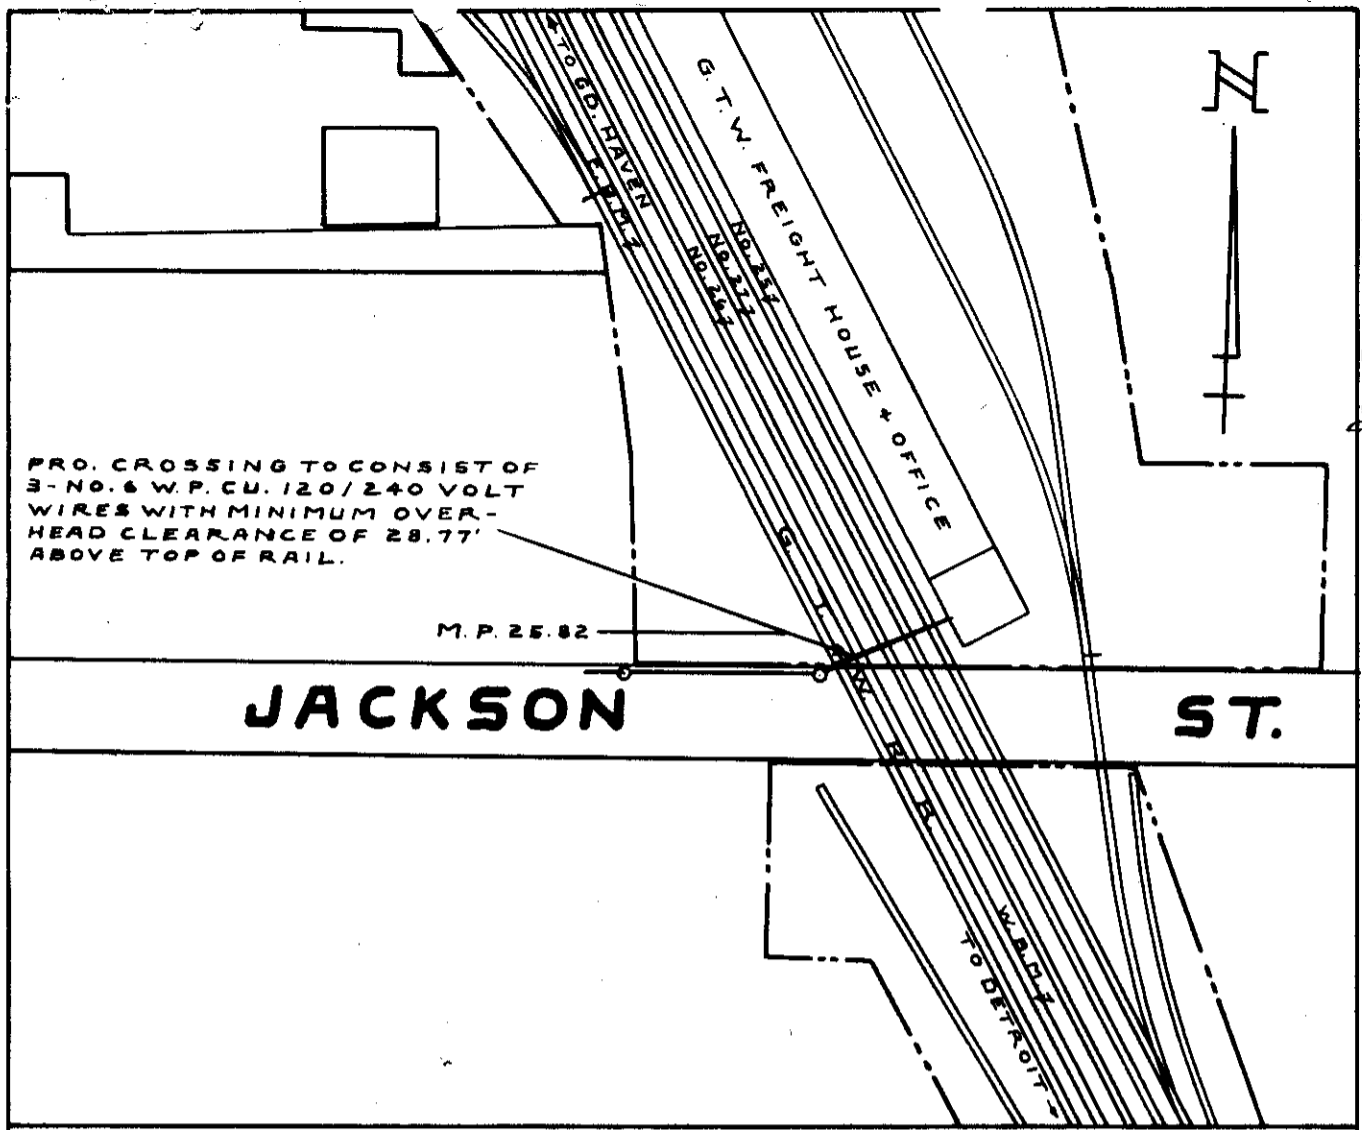 N
← TO GD. HAVEN
E. B. M. T
G. T. W. FREIGHT HOUSE & OFFICE
NO. 25 T
NO. 27 T
NO. 26 T
PRO. CROSSING TO CONSIST OF
3-NO. 6 W. P. CU. 120/240 VOLT
WIRES WITH MINIMUM OVER-
HEAD CLEARANCE OF 28.77'
ABOVE TOP OF RAIL.
M. P. 25.82
G. T. W. R. R.
JACKSON ST.
W. B. M. T
TO DETROIT →